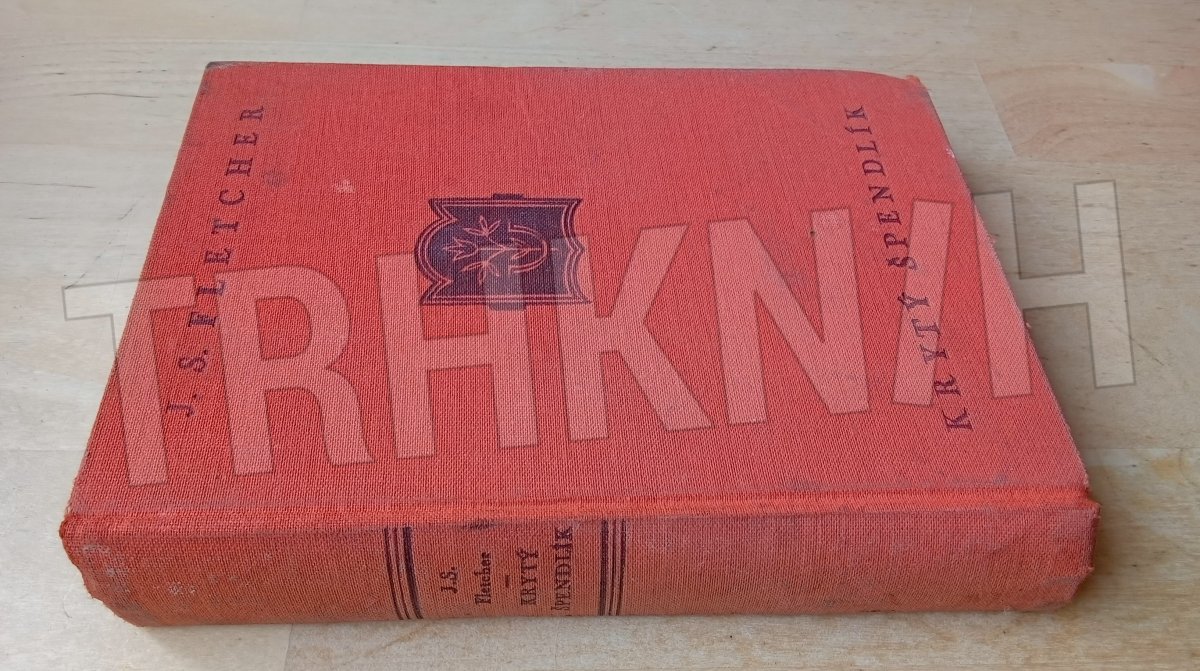 J. S. FLETCHER
KRYTÝ ŠPENDLÍK
J.S.
Fletcher
—
KRYTÝ
ŠPENDLÍK
TRHKNIH